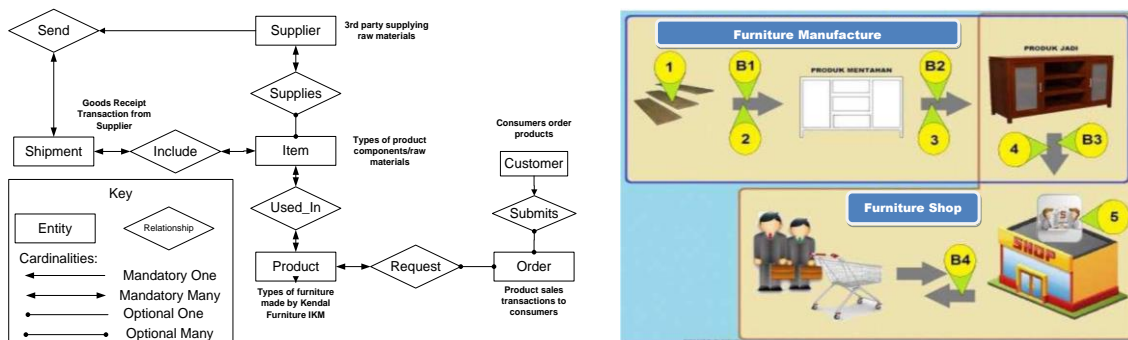 Send
Supplier
3rd party supplying
raw materials
Supplies
Goods Receipt
Transaction from
Supplier
Shipment
Include
Item
Types of product
components/raw
materials
Consumers order
products
Customer
Used_In
Submits
Product
Request
Order
Types of furniture
made by Kendal
Furniture IKM
Product sales
transactions to
consumers
Key
Entity
Relationship
Cardinalities:
Mandatory One
Mandatory Many
Optional One
Optional Many
Furniture Manufacture
1
B1
2
PRODUK MENTAHAN
B2
3
PRODUK JADI
4
B3
Furniture Shop
5
SHOP
B4